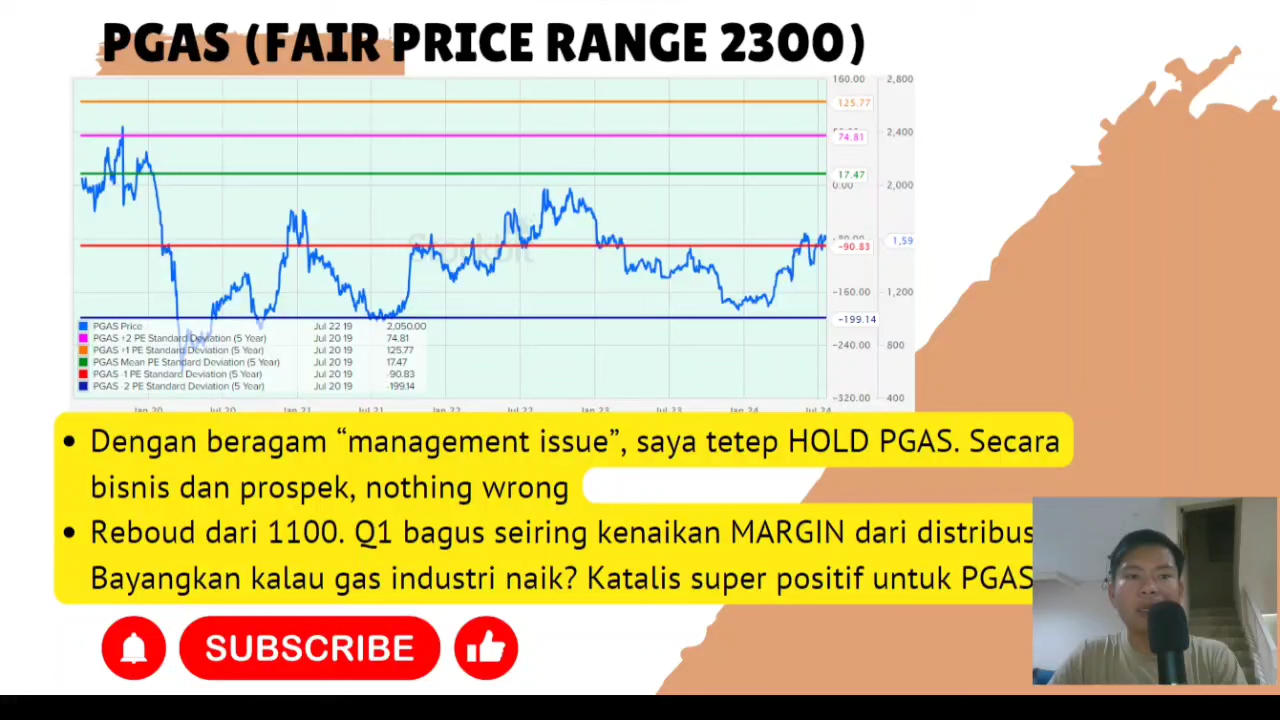 PGAS (FAIR PRICE RANGE 2300)
160.00 2,800
125.77
2,400
74.81
17.47
0.00 2,000
Stockbit
1,59
-90.83
-160.00 1,200
-199.14
-240.00 800
-320.00 400
PGAS Price Jul 22 19 2,050.00
PGAS +2 PE Standard Deviation (5 Year) Jul 20 19 74.81
PGAS +1 PE Standard Deviation (5 Year) Jul 20 19 125.77
PGAS Mean PE Standard Deviation (5 Year) Jul 20 19 17.47
PGAS -1 PE Standard Deviation (5 Year) Jul 20 19 -90.83
PGAS -2 PE Standard Deviation (5 Year) Jul 20 19 -199.14
Jan 20 Jul 20 Jan 21 Jul 21 Jan 22 Jul 22 Jan 23 Jul 23 Jan 24 Jul 24
• Dengan beragam “management issue”, saya tetep HOLD PGAS. Secara
bisnis dan prospek, nothing wrong
• Reboud dari 1100. Q1 bagus seiring kenaikan MARGIN dari distribus
Bayangkan kalau gas industri naik? Katalis super positif untuk PGAS
SUBSCRIBE